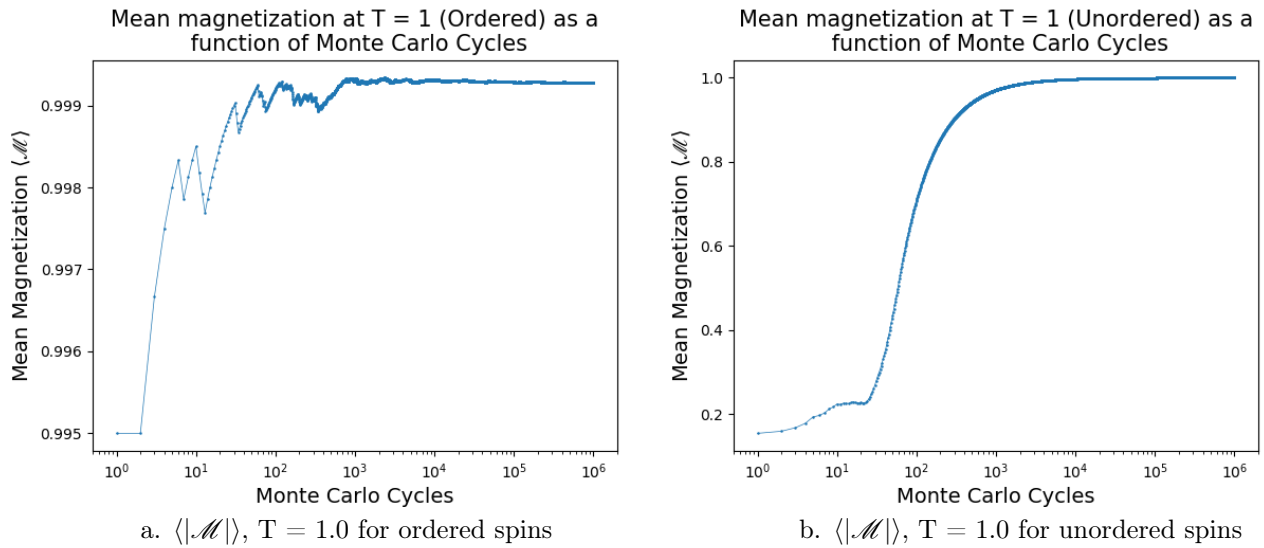 Mean magnetization at T = 1 (Ordered) as a
function of Monte Carlo Cycles
Mean Magnetization ⟨ℳ⟩
0.999
0.998
0.997
0.996
0.995
10⁰ 10¹ 10² 10³ 10⁴ 10⁵ 10⁶
Monte Carlo Cycles
a. ⟨|ℳ|⟩, T = 1.0 for ordered spins
Mean magnetization at T = 1 (Unordered) as a
function of Monte Carlo Cycles
Mean Magnetization ⟨ℳ⟩
1.0
0.8
0.6
0.4
0.2
10⁰ 10¹ 10² 10³ 10⁴ 10⁵ 10⁶
Monte Carlo Cycles
b. ⟨|ℳ|⟩, T = 1.0 for unordered spins